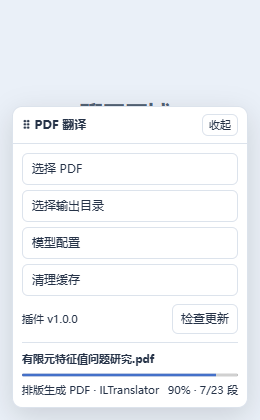 PDF 翻译
收起
选择 PDF
选择输出目录
模型配置
清理缓存
插件 v1.0.0
检查更新
有限元特征值问题研究.pdf
排版生成 PDF · ILTranslator 90% · 7/23 段